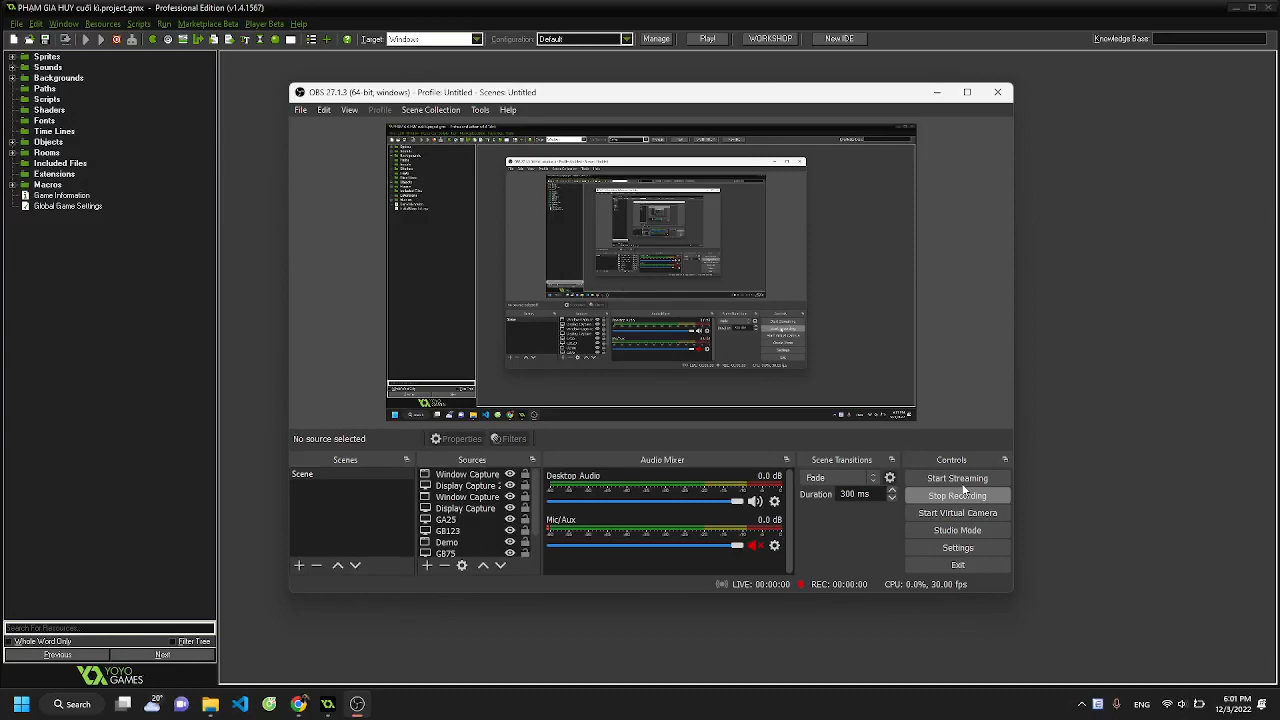 PHẠM GIA HUY cuối kì.project.gmx - Professional Edition (v1.4.1567)
File Edit Window Resources Scripts Run Marketplace Beta Player Beta Help
Target: Windows Configuration: Default Manage Play! WORKSHOP New IDE Knowledge Base:
Sprites
Sounds
Backgrounds
Paths
Scripts
Shaders
Fonts
Time Lines
Objects
Rooms
Included Files
Extensions
Macros
Game Information
Global Game Settings
OBS 27.1.3 (64-bit, windows) - Profile: Untitled - Scenes: Untitled
File Edit View Profile Scene Collection Tools Help
No source selected Properties Filters
Scenes
Scene
Sources
Window Capture
Display Capture 2
Window Capture
Display Capture
GA25
GB123
Demo
GB75
Audio Mixer
Desktop Audio 0.0 dB
Mic/Aux 0.0 dB
Scene Transitions
Fade
Duration 300 ms
Controls
Start Streaming
Stop Recording
Start Virtual Camera
Studio Mode
Settings
Exit
LIVE: 00:00:00 REC: 00:00:00 CPU: 0.0%, 30.00 fps
Search For Resources..
Whole Word Only Filter Tree
Previous Next
YOYO
GAMES
Search 20° ENG 6:01 PM
12/3/2022